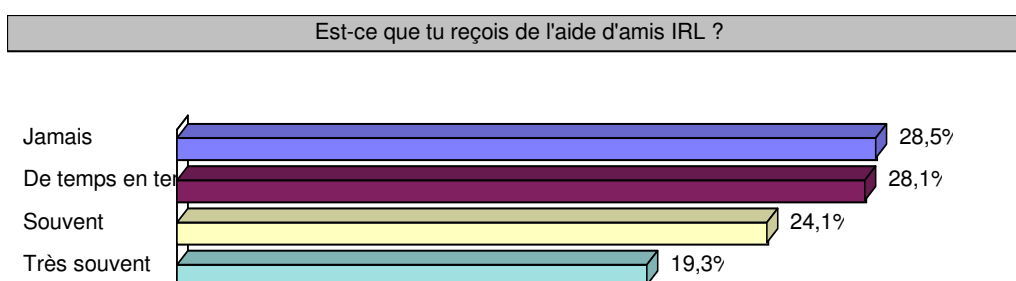 Est-ce que tu reçois de l'aide d'amis IRL ?
Jamais 28,5%
De temps en ter 28,1%
Souvent 24,1%
Très souvent 19,3%